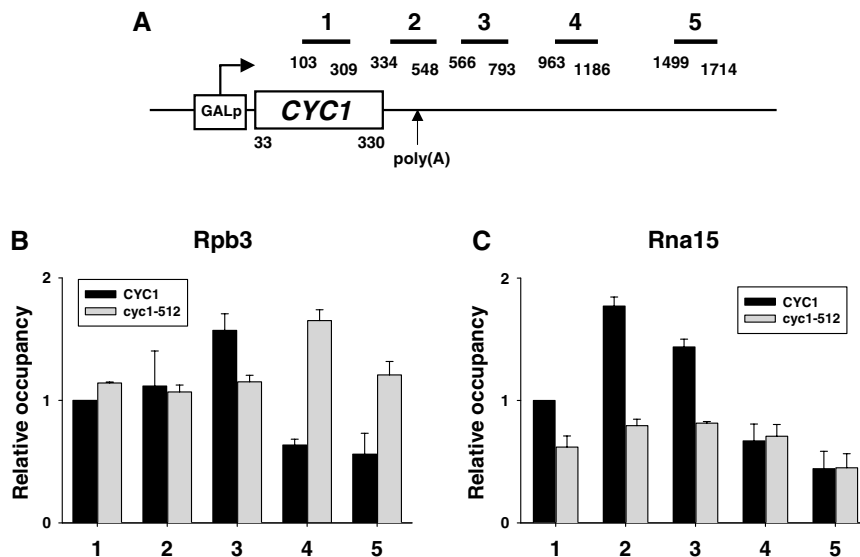 A
1 2 3 4 5
103 309 334 548 566 793 963 1186 1499 1714
GALp CYC1
33 330
poly(A)
B
Rpb3
CYC1
cyc1-512
Relative occupancy
2
1
0
1 2 3 4 5
C
Rna15
CYC1
cyc1-512
Relative occupancy
2
1
0
1 2 3 4 5